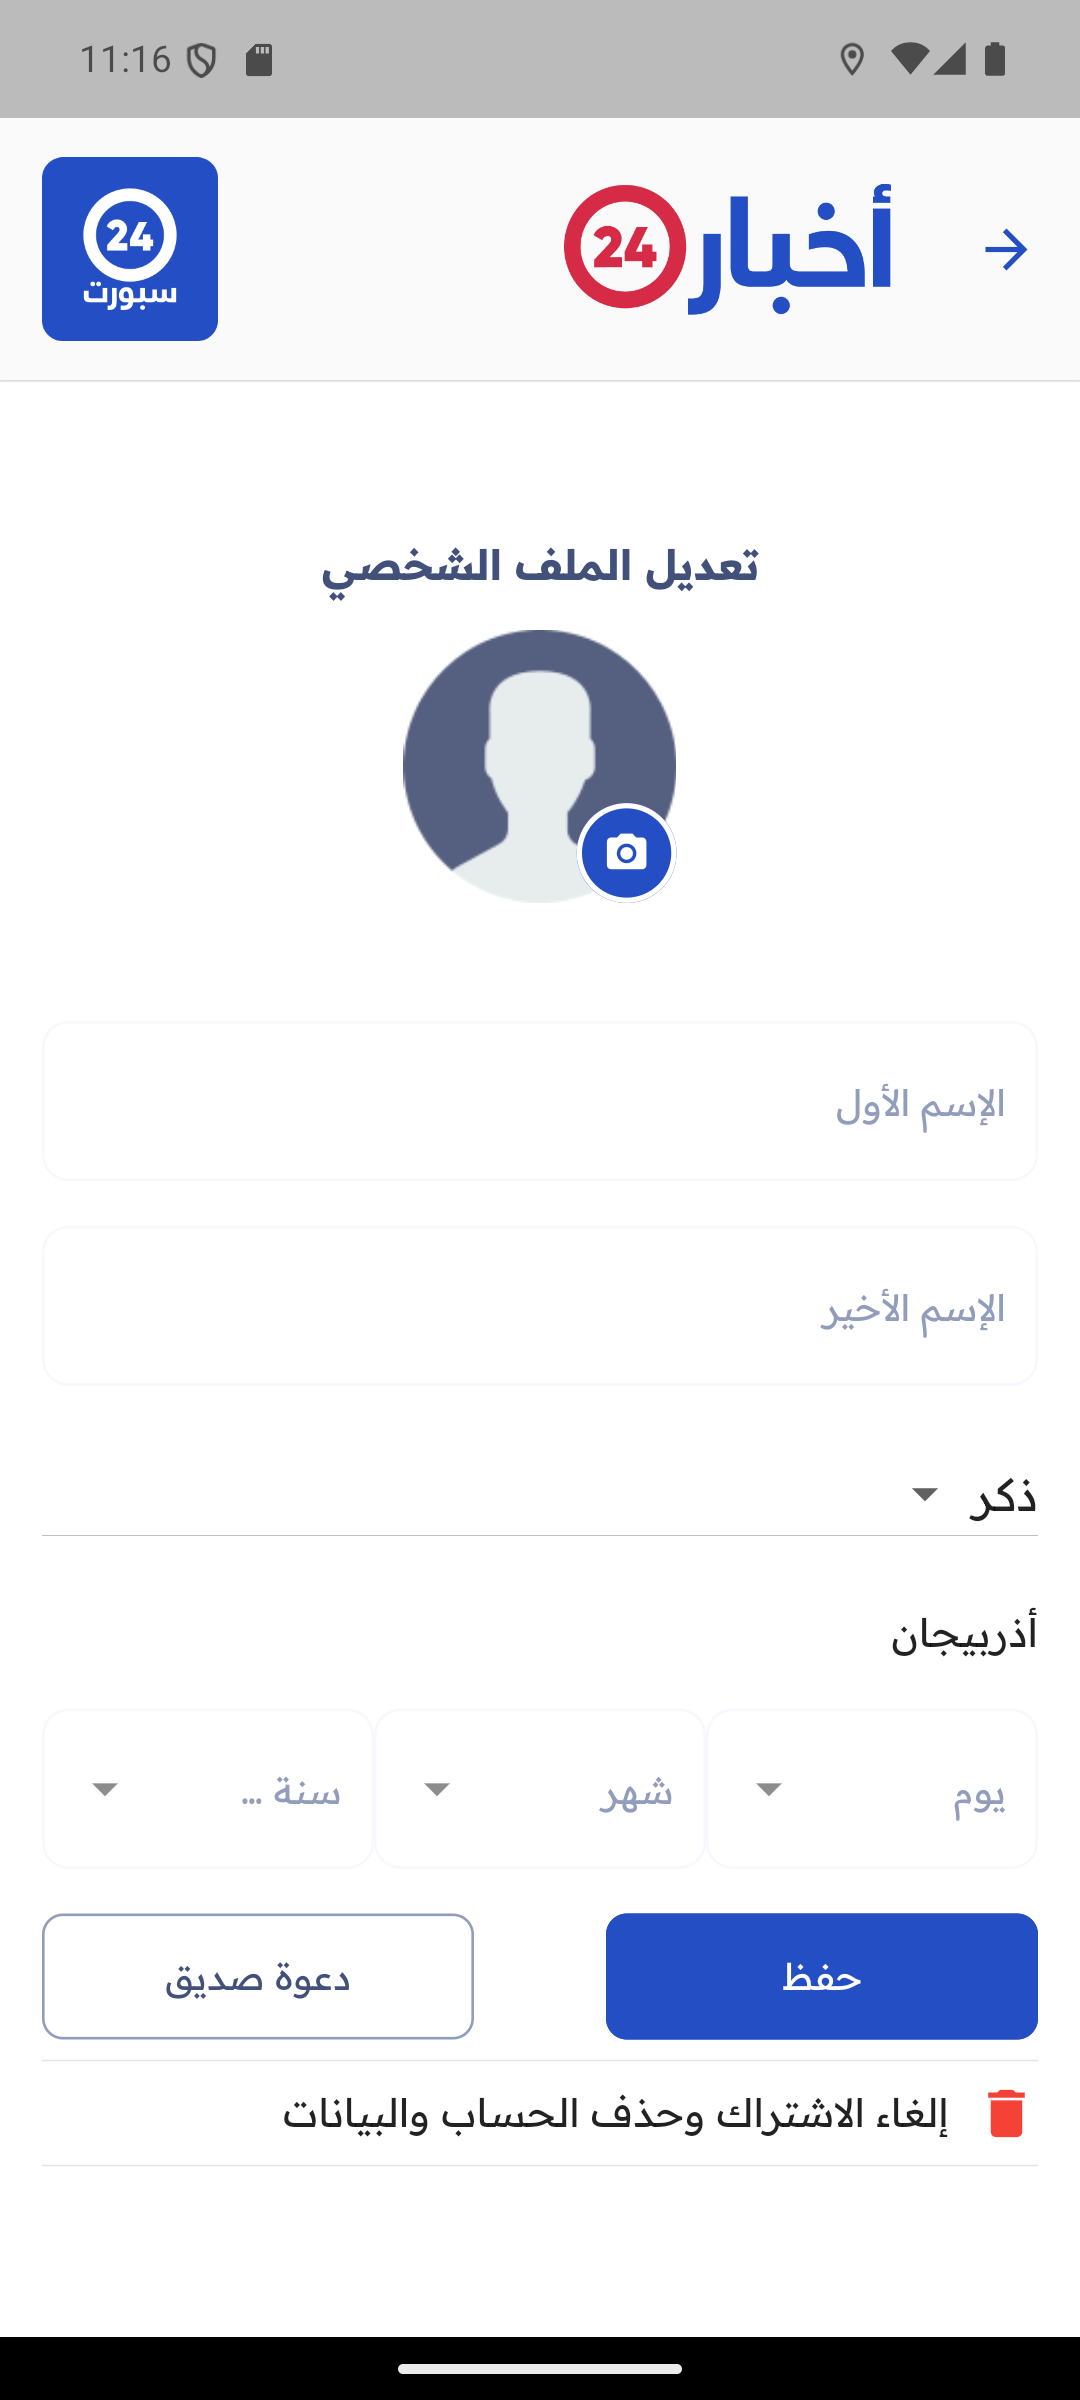 11:16
أخبار 24
24
سبورت
تعديل الملف الشخصي
الإسم الأول
الإسم الأخير
ذكر
أذربيجان
يوم
شهر
سنة ...
حفظ
دعوة صديق
إلغاء الاشتراك وحذف الحساب والبيانات